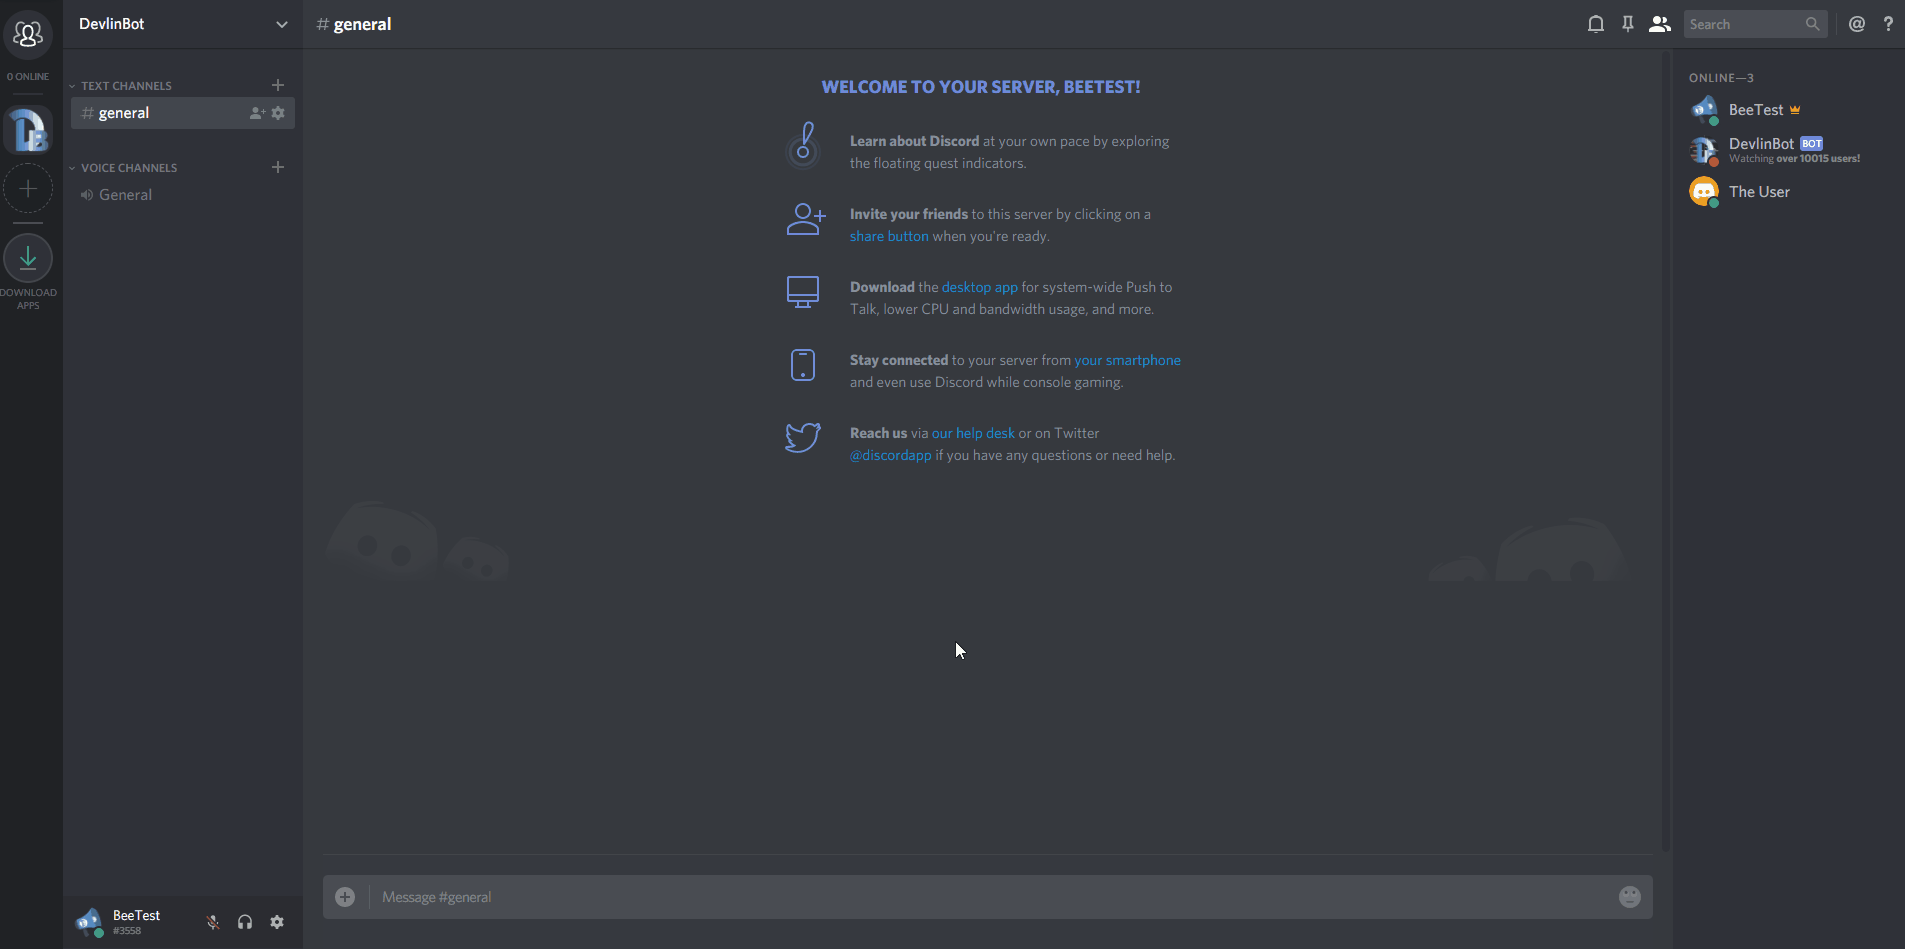 DevlinBot
# general
Search
@
?
0 ONLINE
DB
DOWNLOAD
APPS
TEXT CHANNELS
# general
VOICE CHANNELS
General
WELCOME TO YOUR SERVER, BEETEST!
Learn about Discord at your own pace by exploring
the floating quest indicators.
Invite your friends to this server by clicking on a
share button when you're ready.
Download the desktop app for system-wide Push to
Talk, lower CPU and bandwidth usage, and more.
Stay connected to your server from your smartphone
and even use Discord while console gaming.
Reach us via our help desk or on Twitter
@discordapp if you have any questions or need help.
Message #general
BeeTest
#3558
ONLINE—3
BeeTest
DevlinBot BOT
Watching over 10015 users!
The User